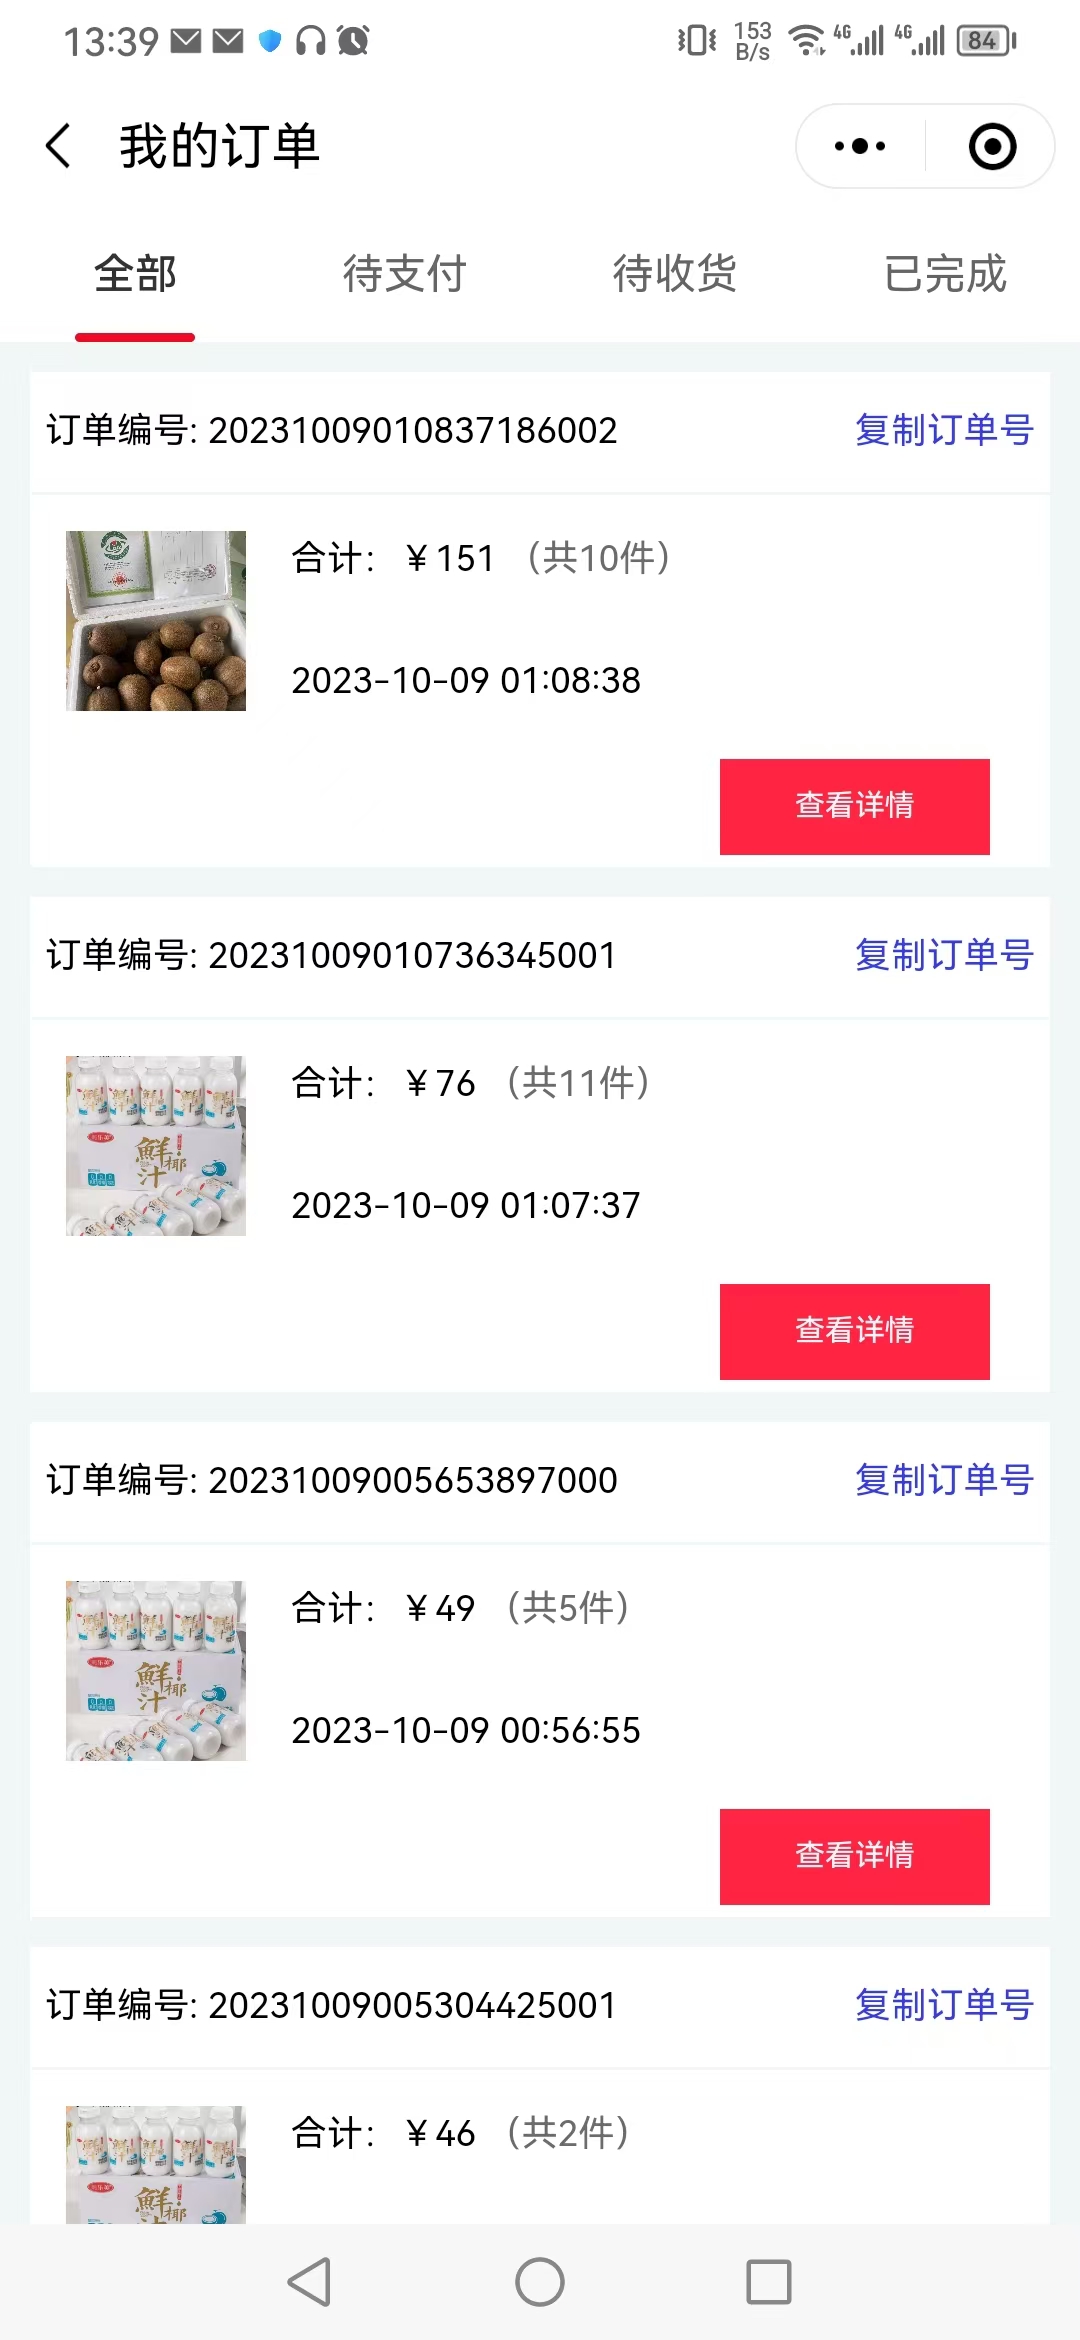 13:39
153
B/s
4G
4G
84
我的订单
全部
待支付
待收货
已完成
订单编号: 20231009010837186002
复制订单号
合计： ￥151 （共10件）
2023-10-09 01:08:38
查看详情
订单编号: 20231009010736345001
复制订单号
鮮
椰
汁
合计： ￥76 （共11件）
2023-10-09 01:07:37
查看详情
订单编号: 20231009005653897000
复制订单号
鮮
椰
汁
合计： ￥49 （共5件）
2023-10-09 00:56:55
查看详情
订单编号: 20231009005304425001
复制订单号
鮮
椰
合计： ￥46 （共2件）